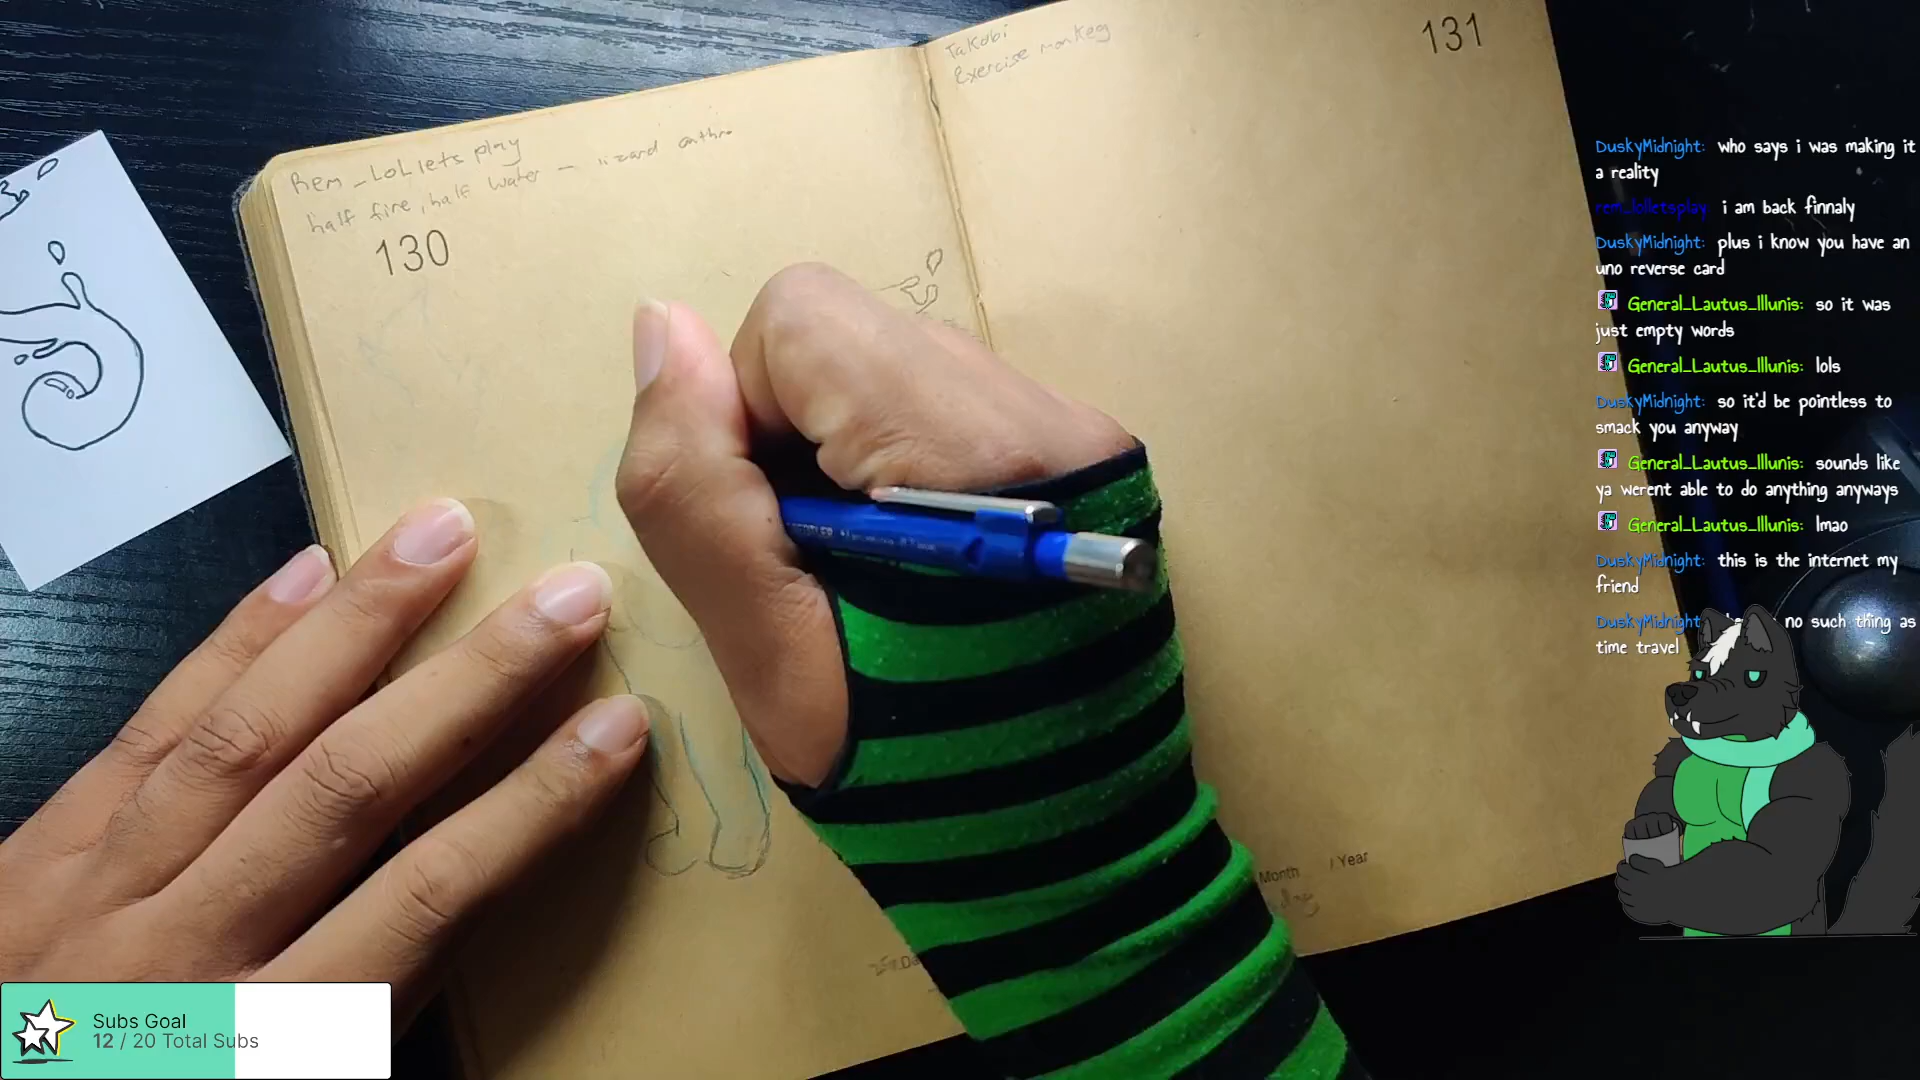 Rem_LoLlets play
half fire, half water - lizard anthro
130
Takobi
Exercise monkey
131
Month / Year
DuskyMidnight: who says i was making it
a reality
rem_lolletsplay i am back finnaly
DuskyMidnight: plus i know you have an
uno reverse card
General_Lautus_Illunis: so it was
just empty words
General_Lautus_Illunis: lols
DuskyMidnight: so it'd be pointless to
smack you anyway
General_Lautus_Illunis: sounds like
ya werent able to do anything anyways
General_Lautus_Illunis: lmao
DuskyMidnight: this is the internet my
friend
DuskyMidnight no such thing as
time travel
Subs Goal
12 / 20 Total Subs